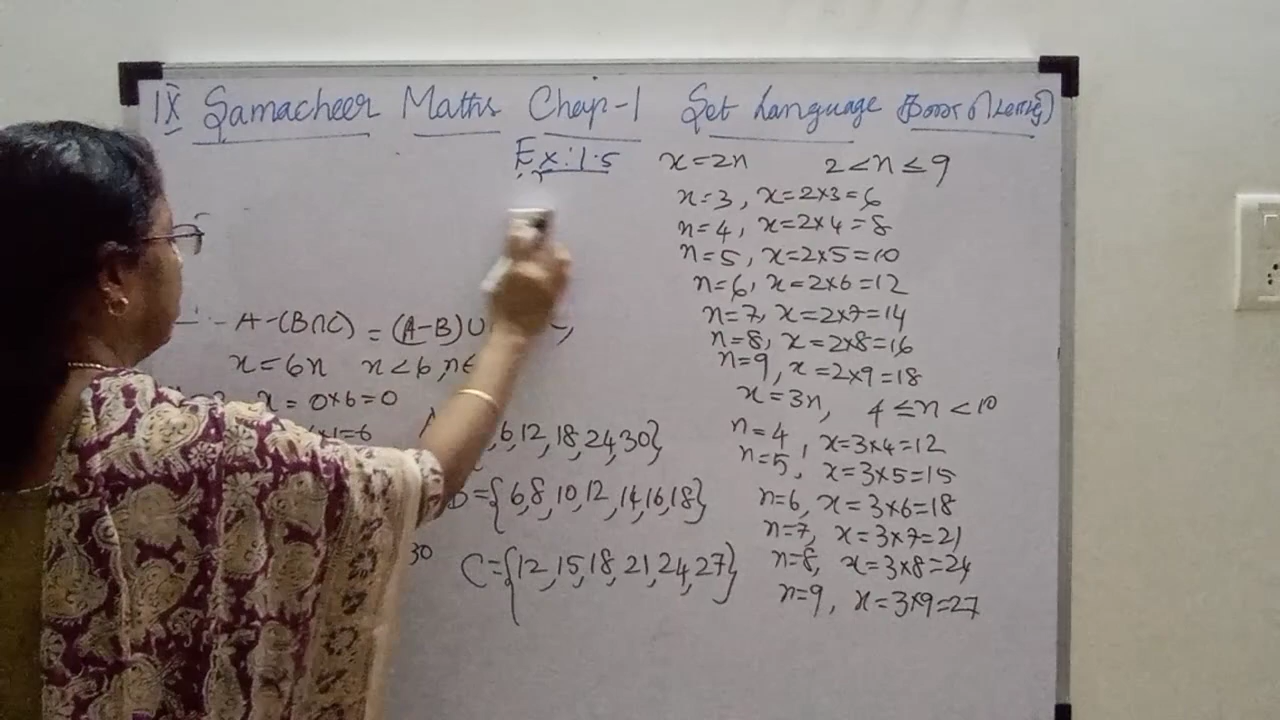 IX Samacheer Maths Chap-1 Set Language கணமொழி
Ex:1.5
x=2n 2<n≤9
n=3, x=2×3=6
n=4, x=2×4=8
n=5, x=2×5=10
n=6, x=2×6=12
n=7, x=2×7=14
n=8, x=2×8=16
n=9, x=2×9=18
x=3n, 4≤n<10
n=4, x=3×4=12
n=5, x=3×5=15
n=6, x=3×6=18
n=7, x=3×7=21
n=8, x=3×8=24
n=9, x=3×9=27
A-(B∩C) = (A-B)∪
x=6n n<6, n∈
x=0×6=0
×1=6
6,12,18,24,30}
={6,8,10,12,14,16,18}
30
C={12,15,18,21,24,27}